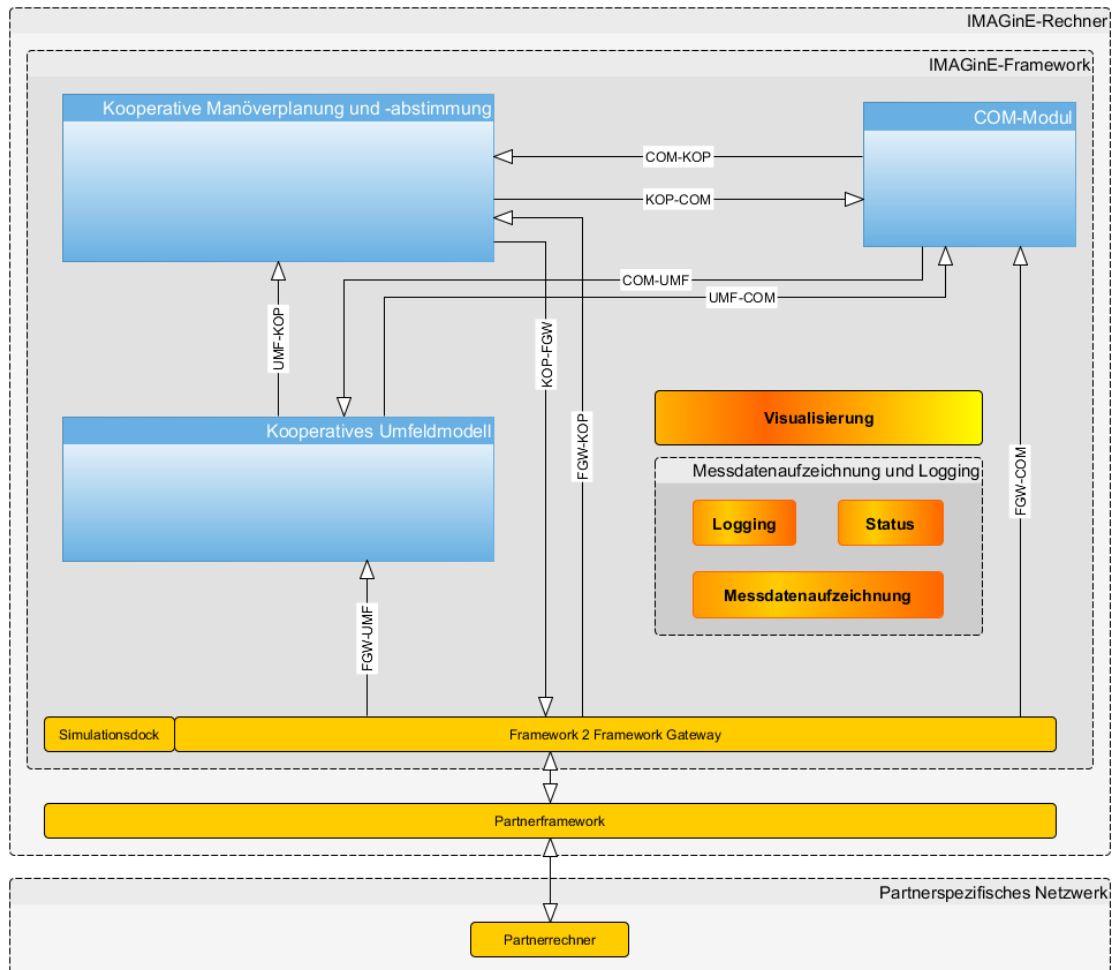 IMAGinE-Rechner
IMAGinE-Framework
Kooperative Manöverplanung und -abstimmung
COM-Modul
COM-KOP
KOP-COM
COM-UMF
UMF-COM
UMF-KOP
KOP-FGW
FGW-KOP
Visualisierung
Kooperatives Umfeldmodell
Messdatenaufzeichnung und Logging
FGW-COM
Logging
Status
Messdatenaufzeichnung
FGW-UMF
Simulationsdock
Framework 2 Framework Gateway
Partnerframework
Partnerspezifisches Netzwerk
Partnerrechner